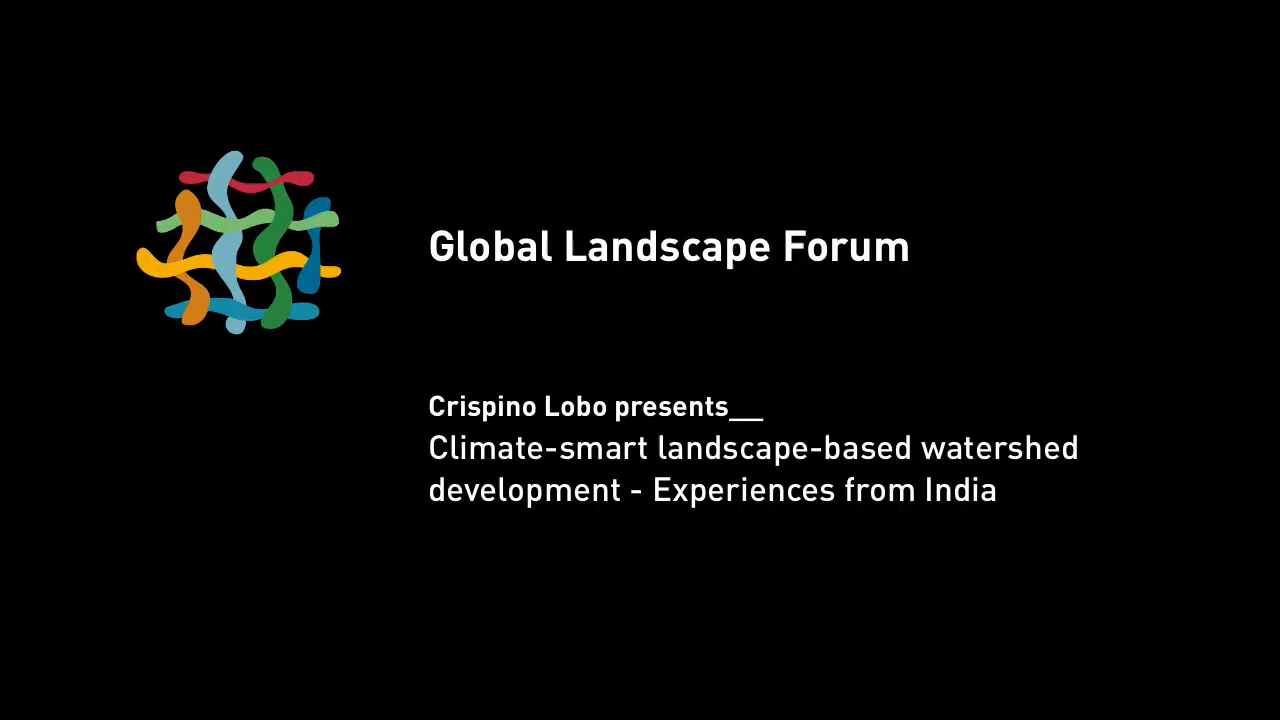 Global Landscape Forum
Crispino Lobo presents__
Climate-smart landscape-based watershed
development - Experiences from India